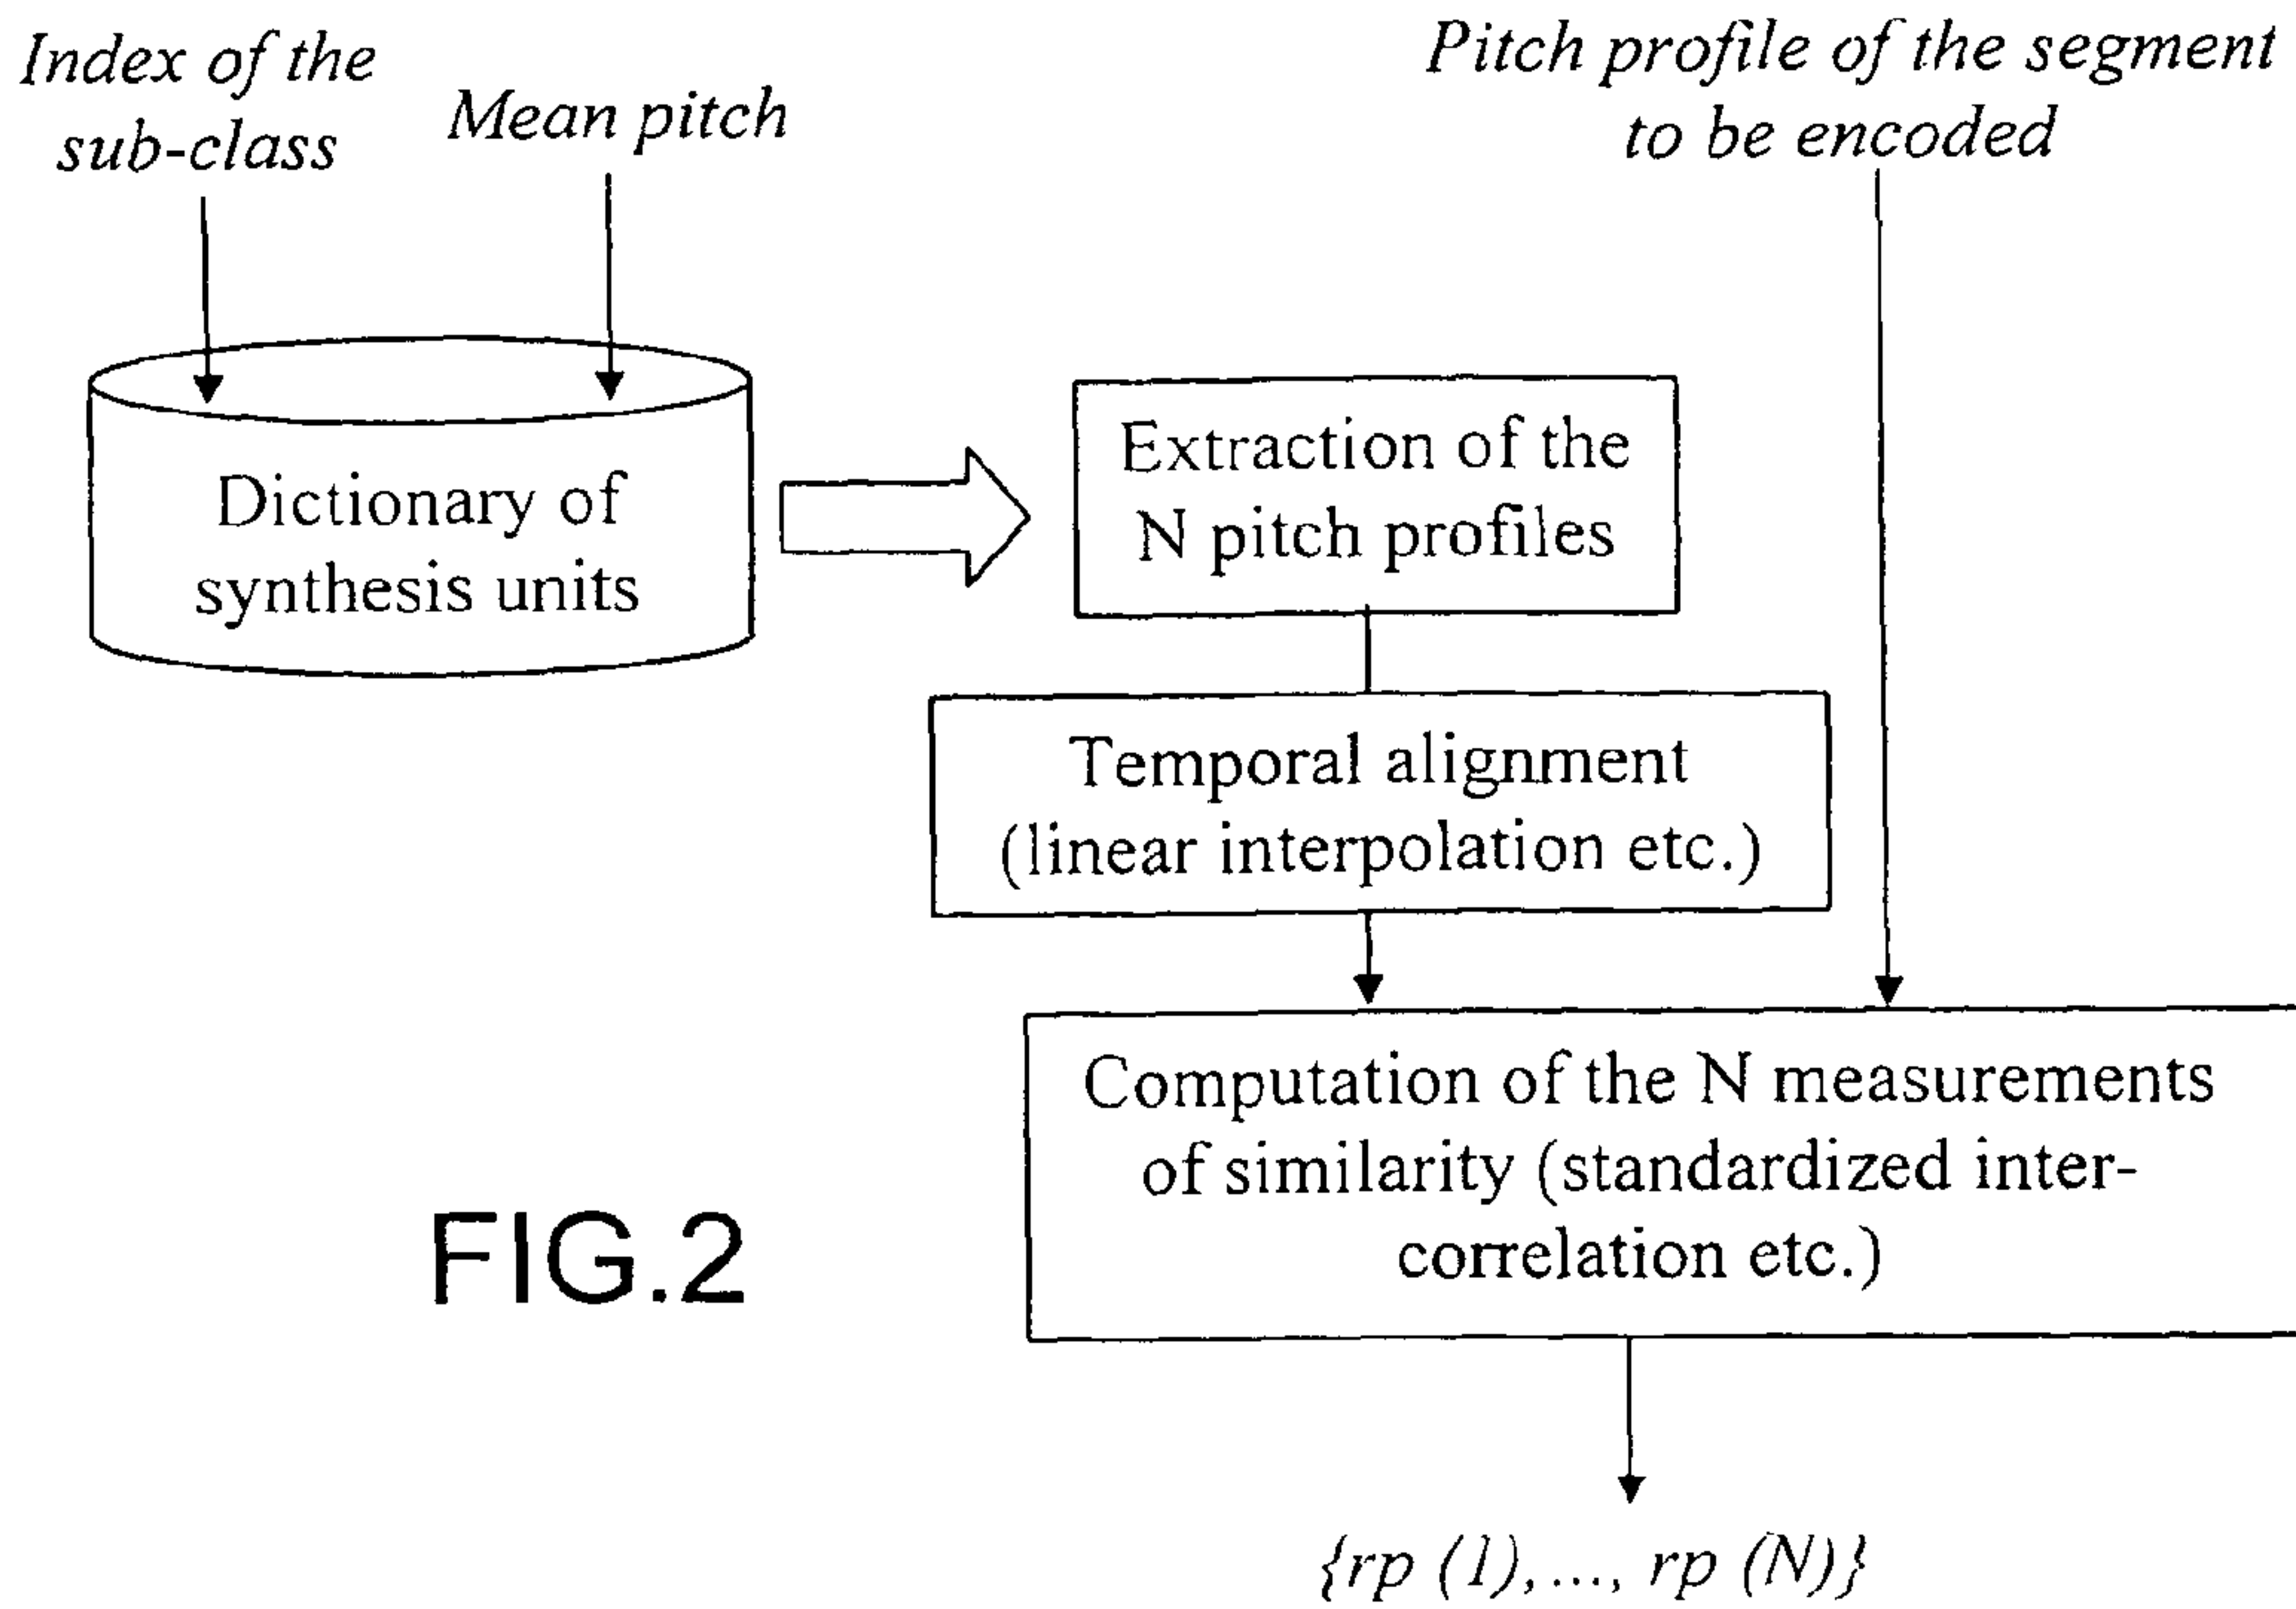 Index of the
sub-class
Mean pitch
Pitch profile of the segment
to be encoded
Dictionary of
synthesis units
Extraction of the
N pitch profiles
Temporal alignment
(linear interpolation etc.)
Computation of the N measurements
of similarity (standardized inter-
correlation etc.)
FIG.2
{rp (1), ..., rp (N)}